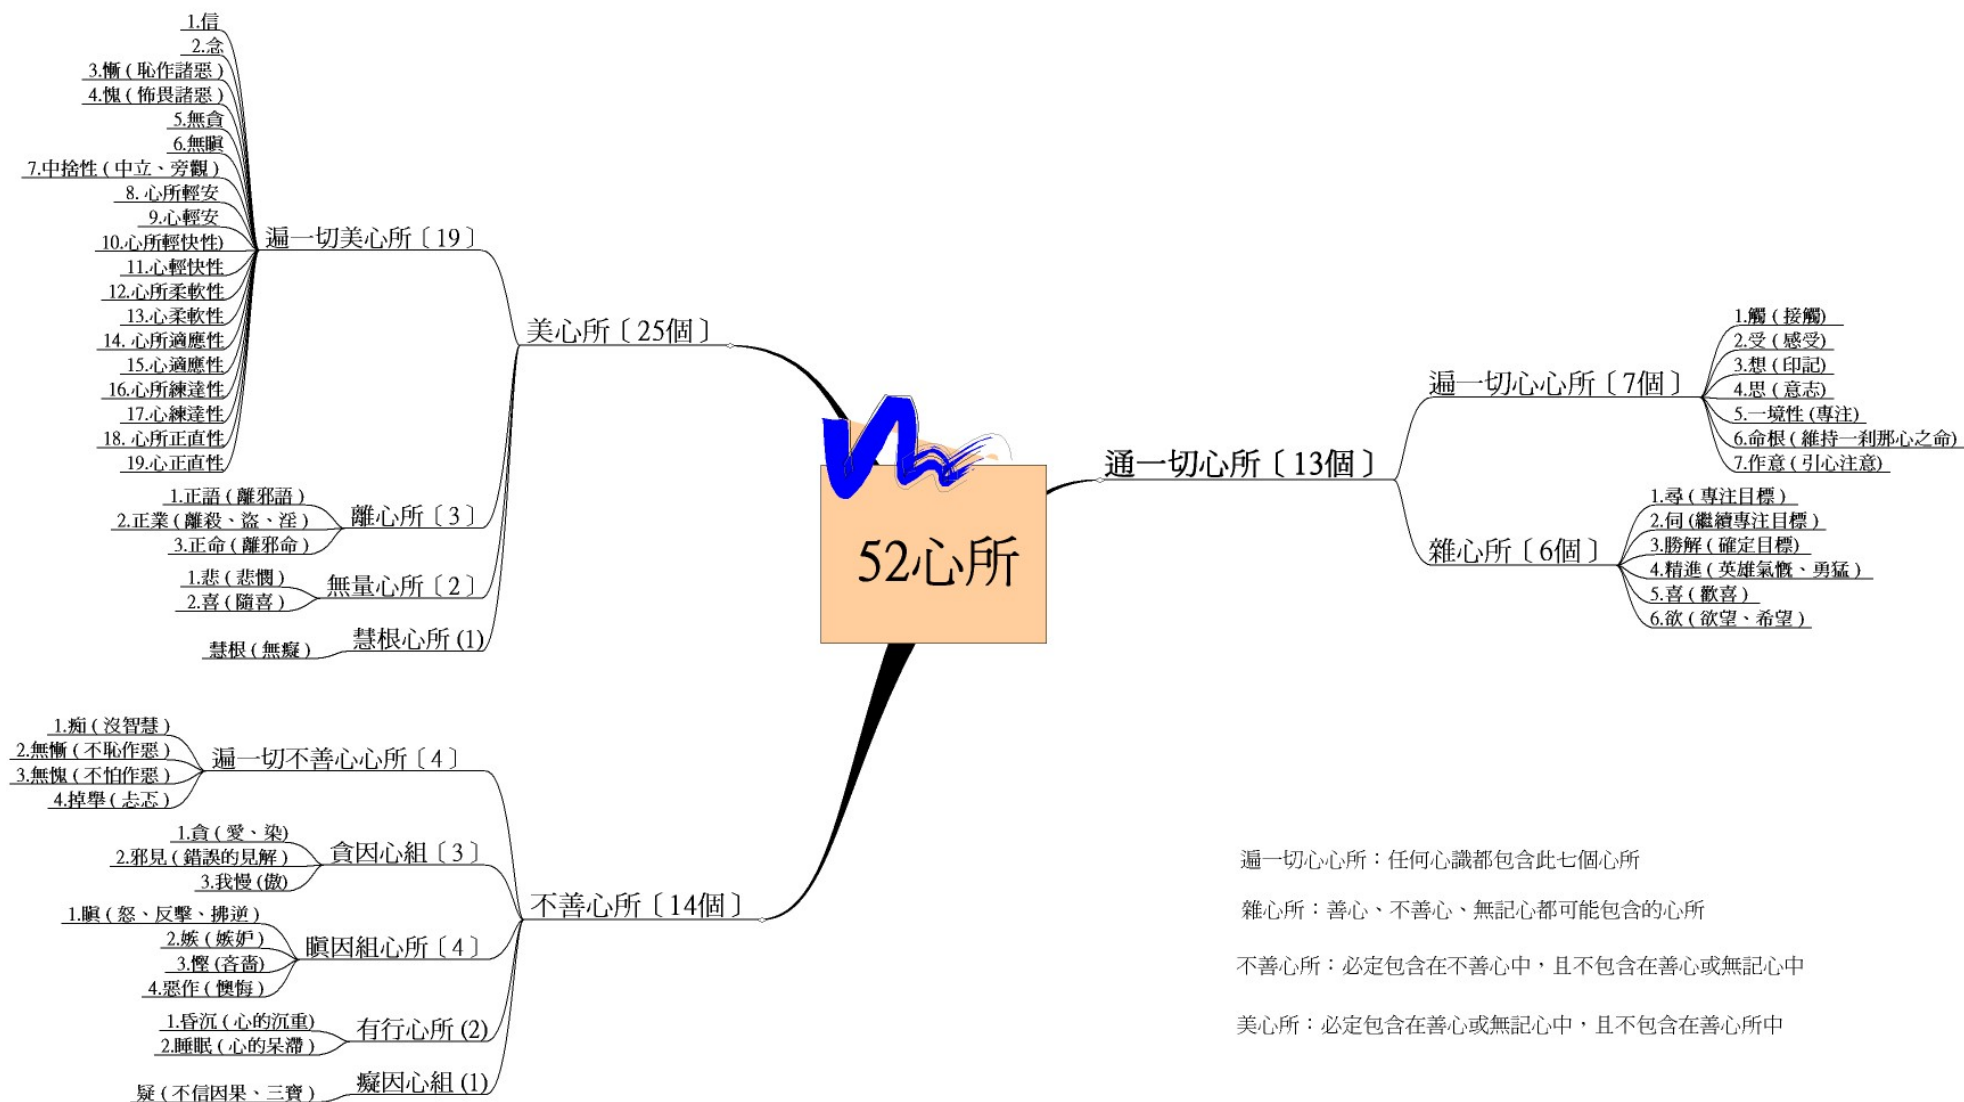 52心所
美心所〔25個〕
遍一切美心所〔19〕
1.信
2.念
3.慚(恥作諸惡)
4.愧(怖畏諸惡)
5.無貪
6.無瞋
7.中捨性(中立、旁觀)
8. 心所輕安
9.心輕安
10.心所輕快性)
11.心輕快性
12.心所柔軟性
13.心柔軟性
14. 心所適應性
15.心適應性
16.心所練達性
17.心練達性
18. 心所正直性
19.心正直性
離心所〔3〕
1.正語(離邪語)
2.正業(離殺、盜、淫)
3.正命(離邪命)
無量心所〔2〕
1.悲(悲憫)
2.喜(隨喜)
慧根心所(1)
慧根(無癡)
不善心所〔14個〕
遍一切不善心心所〔4〕
1.痴(沒智慧)
2.無慚(不恥作惡)
3.無愧(不怕作惡)
4.掉舉(忐忑)
貪因心組〔3〕
1.貪(愛、染)
2.邪見(錯誤的見解)
3.我慢(傲)
瞋因組心所〔4〕
1.瞋(怒、反擊、拂逆)
2.嫉(嫉妒)
3.慳(吝嗇)
4.惡作(懊悔)
有行心所(2)
1.昏沉(心的沉重)
2.睡眠(心的呆滯)
癡因心組(1)
疑(不信因果、三寶)
通一切心所〔13個〕
遍一切心心所〔7個〕
1.觸(接觸)
2.受(感受)
3.想(印記)
4.思(意志)
5.一境性(專注)
6.命根(維持一剎那心之命)
7.作意(引心注意)
雜心所〔6個〕
1.尋(專注目標)
2.伺(繼續專注目標)
3.勝解(確定目標)
4.精進(英雄氣慨、勇猛)
5.喜(歡喜)
6.欲(欲望、希望)
遍一切心心所：任何心識都包含此七個心所
雜心所：善心、不善心、無記心都可能包含的心所
不善心所：必定包含在不善心中，且不包含在善心或無記心中
美心所：必定包含在善心或無記心中，且不包含在善心所中